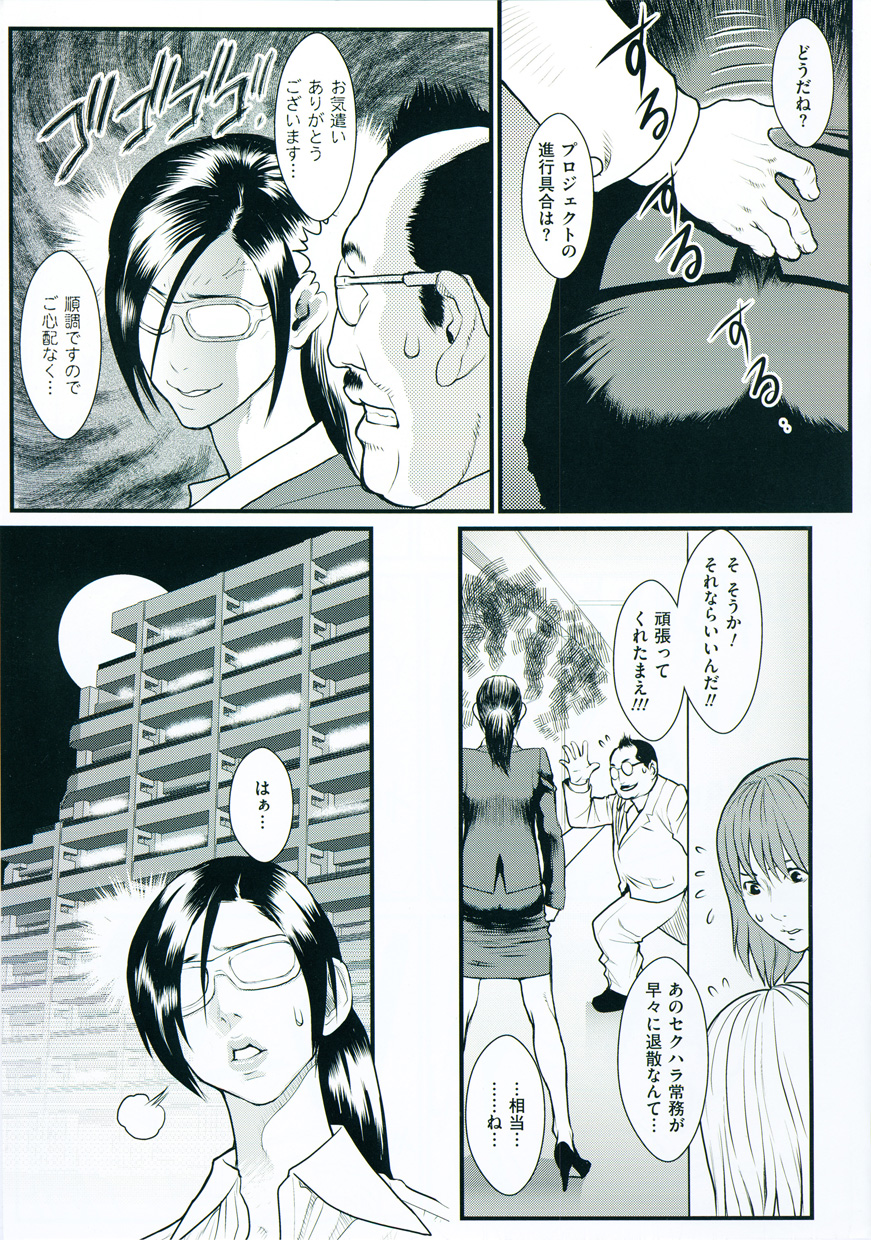 どうだね?
プロジェクトの
進行具合は?
する
する
する
お気遣い
ありがとう
ございます…
ゴゴゴゴ!
順調ですので
ご心配なく…
そ そうか!
それならいいんだ!!
頑張って
くれたまえ!!!
あのセクハラ常務が
早々に退散なんて…
…相当…
……ね…
はぁ…